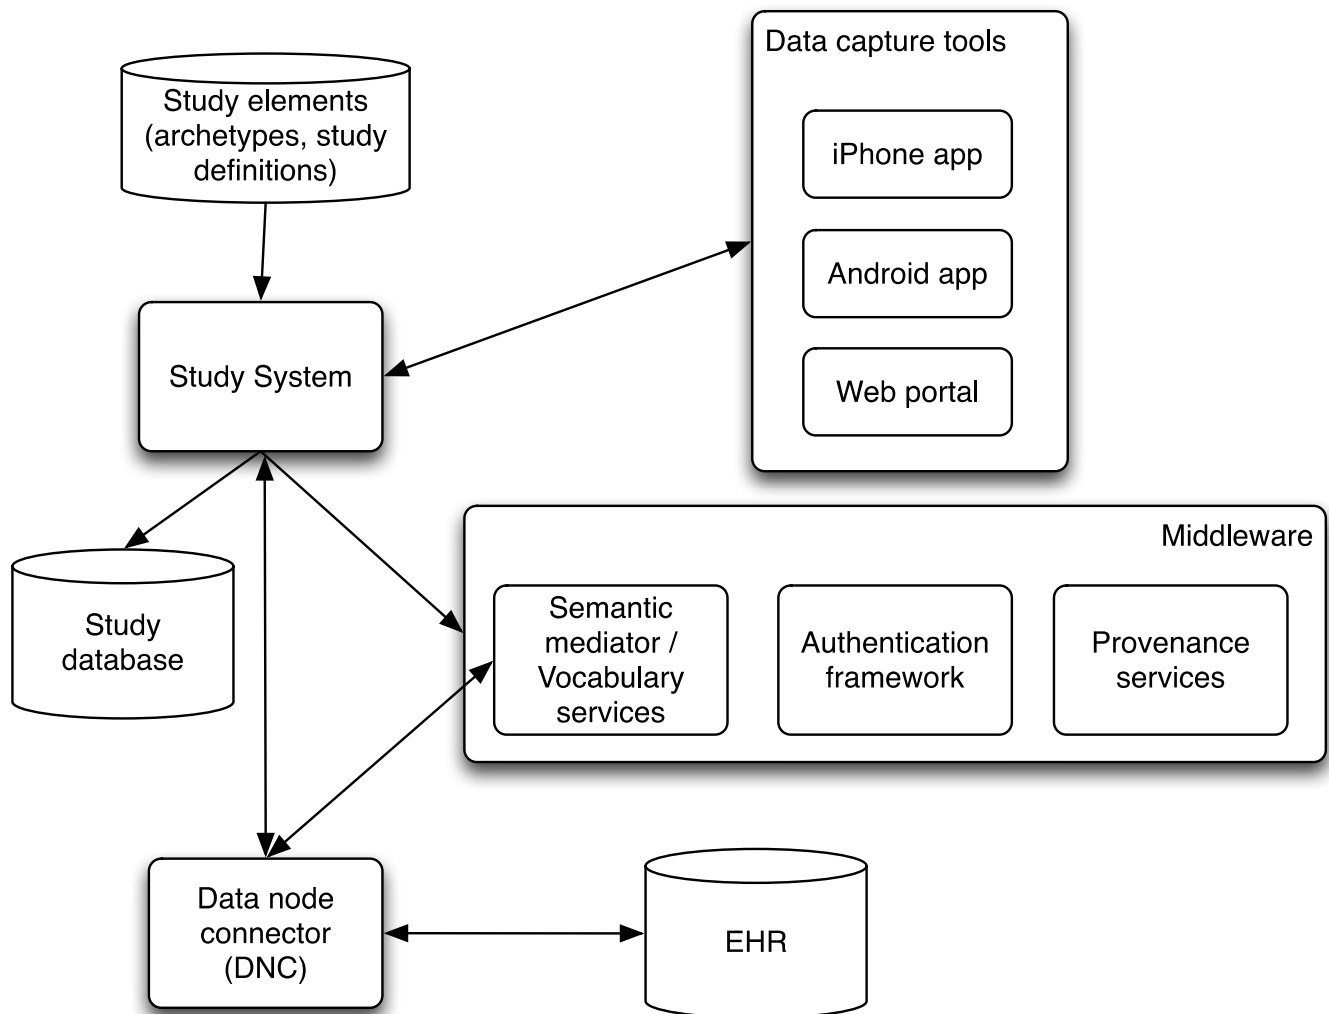 Data capture tools
Study elements
(archetypes, study
definitions)
iPhone app
Android app
Study System
Web portal
Middleware
Study
database
Semantic
mediator /
Vocabulary
services
Authentication
framework
Provenance
services
Data node
connector
(DNC)
EHR